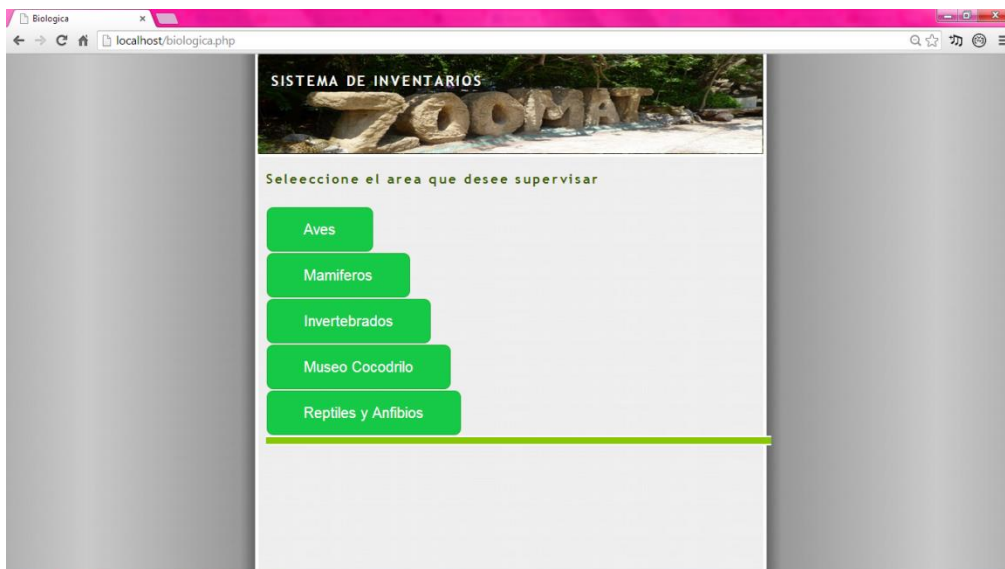 Biologica
localhost/biologica.php
SISTEMA DE INVENTARIOS
ZOOMAT
Seleeccione el area que desee supervisar
Aves
Mamiferos
Invertebrados
Museo Cocodrilo
Reptiles y Anfibios